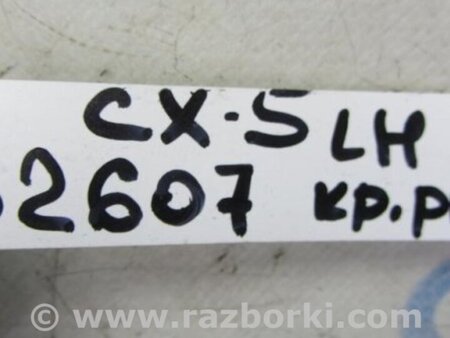 CX-5 LH
2607 кр.р
© www.razborki.com